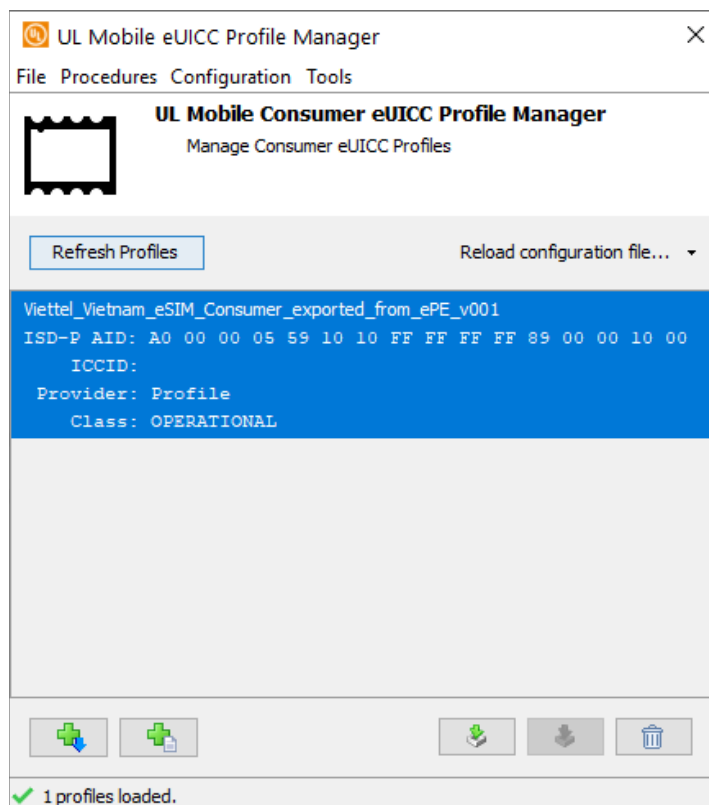 UL Mobile eUICC Profile Manager
File Procedures Configuration Tools
UL Mobile Consumer eUICC Profile Manager
Manage Consumer eUICC Profiles
Refresh Profiles
Reload configuration file...
Viettel_Vietnam_eSIM_Consumer_exported_from_ePE_v001
ISD-P AID: A0 00 00 05 59 10 10 FF FF FF FF 89 00 00 10 00
ICCID:
Provider: Profile
Class: OPERATIONAL
1 profiles loaded.